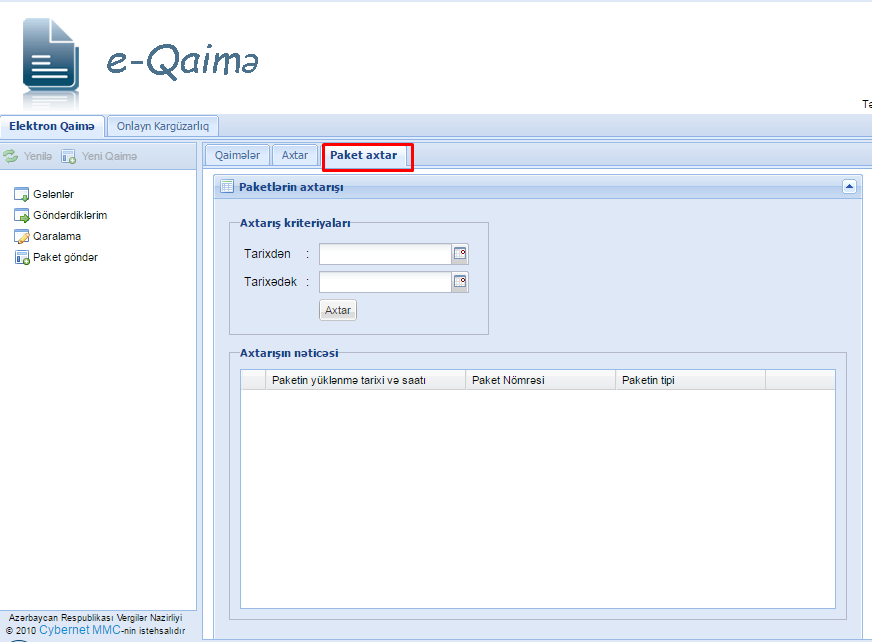 e-Qaimə
Elektron Qaimə
Onlayn Kargüzarlıq
Yenilə
Yeni Qaimə
Qaimələr
Axtar
Paket axtar
Gələnlər
Göndərdiklərim
Qaralama
Paket göndər
Paketlərin axtarışı
Axtarış kriteriyaları
Tarixdən :
Tarixədək :
Axtar
Axtarışın nəticəsi
Paketin yüklənmə tarixi və saatı
Paket Nömrəsi
Paketin tipi
Azərbaycan Respublikası Vergilər Nazirliyi
© 2010 Cybernet MMC-nin istehsalıdır